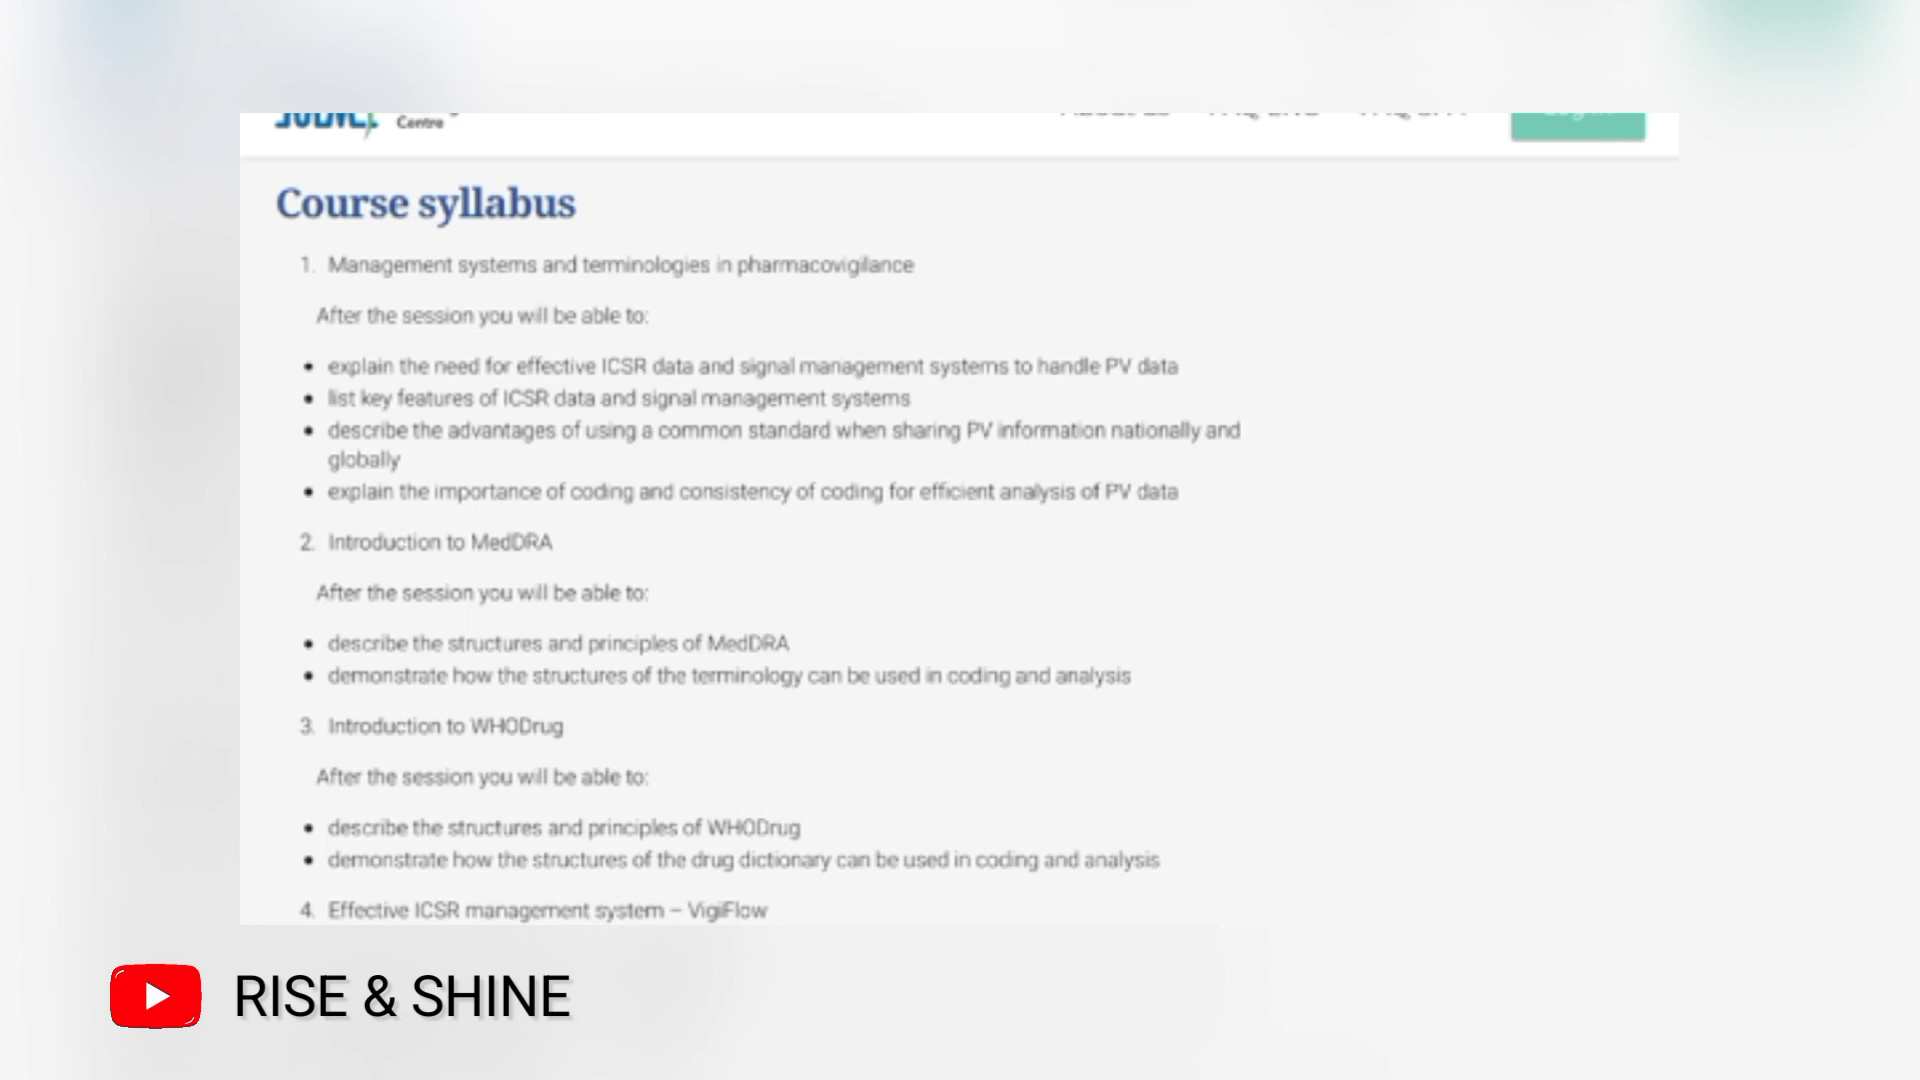 Centre
Course syllabus
1. Management systems and terminologies in pharmacovigilance
After the session you will be able to:
• explain the need for effective ICSR data and signal management systems to handle PV data
• list key features of ICSR data and signal management systems
• describe the advantages of using a common standard when sharing PV information nationally and
globally
• explain the importance of coding and consistency of coding for efficient analysis of PV data
2. Introduction to MedDRA
After the session you will be able to:
• describe the structures and principles of MedDRA
• demonstrate how the structures of the terminology can be used in coding and analysis
3. Introduction to WHODrug
After the session you will be able to:
• describe the structures and principles of WHODrug
• demonstrate how the structures of the drug dictionary can be used in coding and analysis
4. Effective ICSR management system – VigiFlow
RISE & SHINE